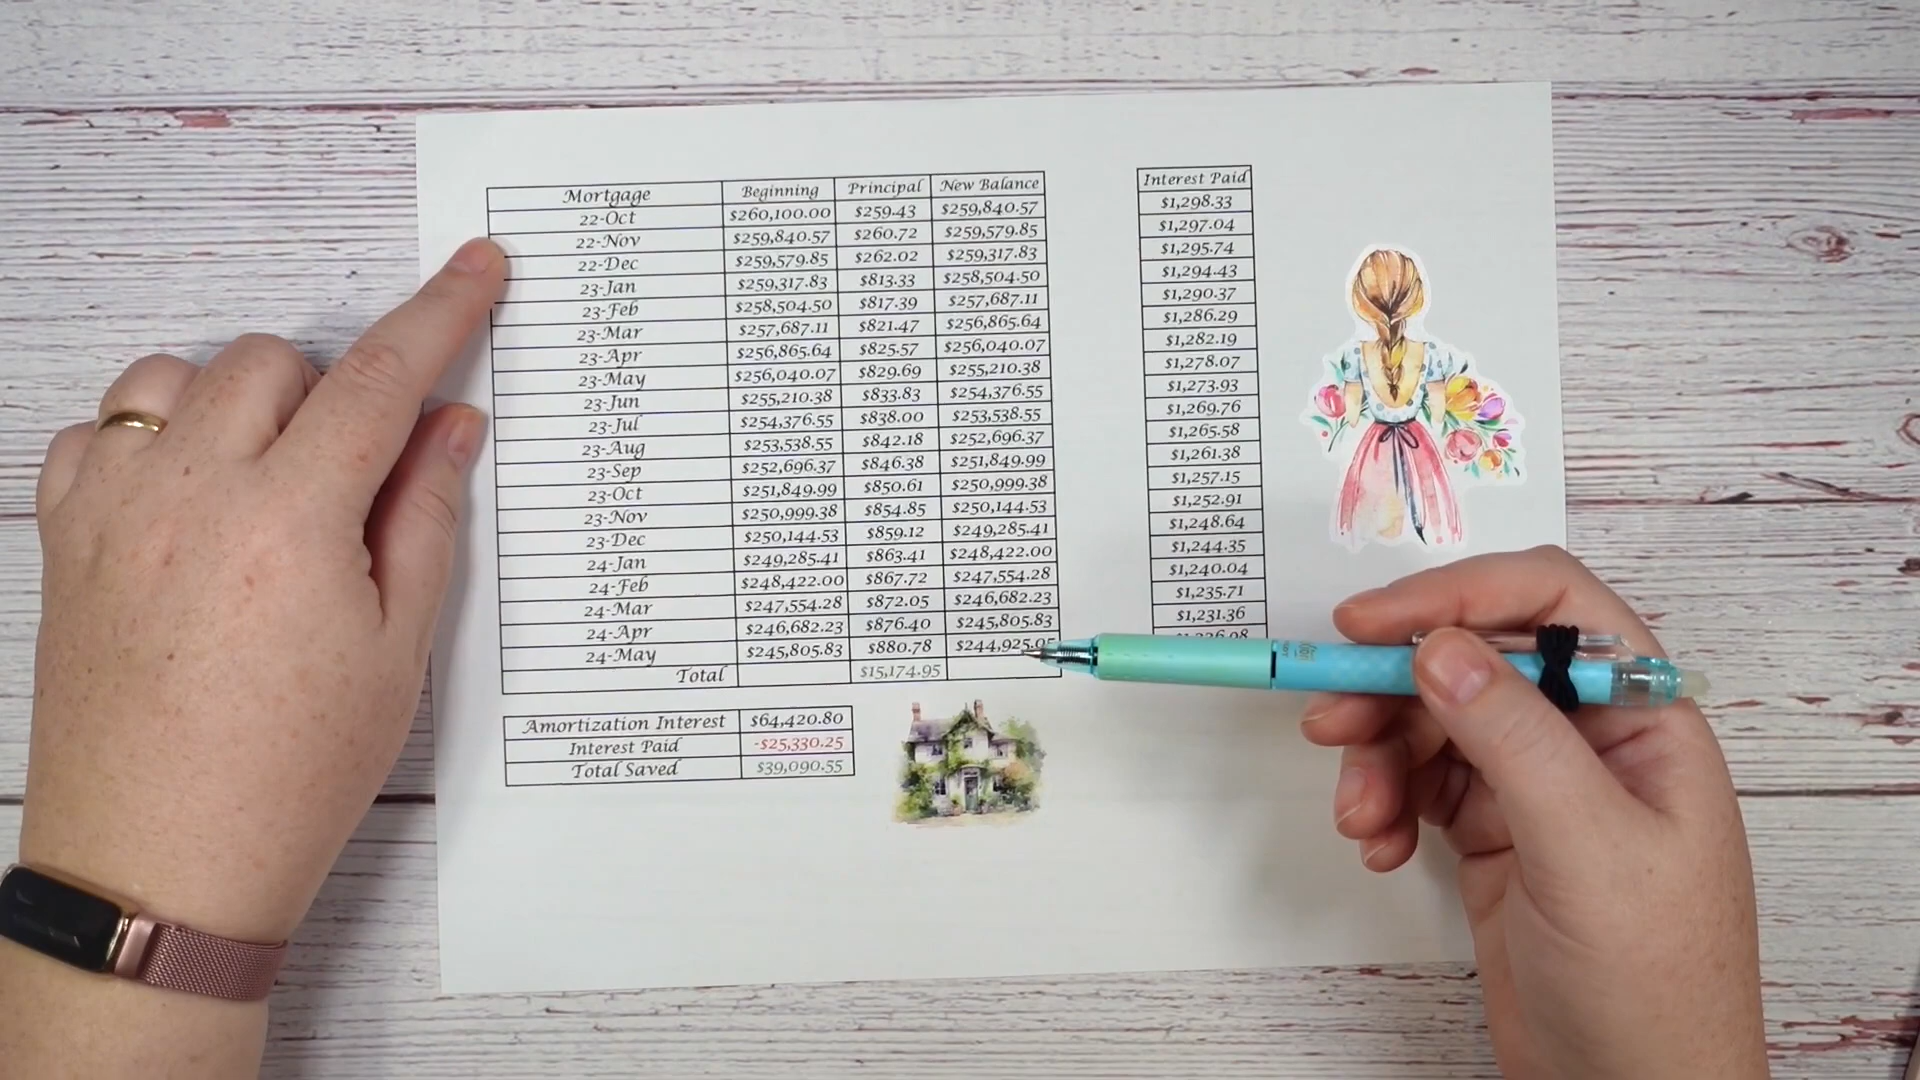 Mortgage Beginning Principal New Balance Interest Paid
22-Oct $260,100.00 $259.43 $259,840.57 $1,298.33
22-Nov $259,840.57 $260.72 $259,579.85 $1,297.04
22-Dec $259,579.85 $262.02 $259,317.83 $1,295.74
23-Jan $259,317.83 $813.33 $258,504.50 $1,294.43
23-Feb $258,504.50 $817.39 $257,687.11 $1,290.37
23-Mar $257,687.11 $821.47 $256,865.64 $1,286.29
23-Apr $256,865.64 $825.57 $256,040.07 $1,282.19
23-May $256,040.07 $829.69 $255,210.38 $1,278.07
23-Jun $255,210.38 $833.83 $254,376.55 $1,273.93
23-Jul $254,376.55 $838.00 $253,538.55 $1,269.76
23-Aug $253,538.55 $842.18 $252,696.37 $1,265.58
23-Sep $252,696.37 $846.38 $251,849.99 $1,261.38
23-Oct $251,849.99 $850.61 $250,999.38 $1,257.15
23-Nov $250,999.38 $854.85 $250,144.53 $1,252.91
23-Dec $250,144.53 $859.12 $249,285.41 $1,248.64
24-Jan $249,285.41 $863.41 $248,422.00 $1,244.35
24-Feb $248,422.00 $867.72 $247,554.28 $1,240.04
24-Mar $247,554.28 $872.05 $246,682.23 $1,235.71
24-Apr $246,682.23 $876.40 $245,805.83 $1,231.36
24-May $245,805.83 $880.78 $244,925.05
Total $15,174.95
Amortization Interest $64,420.80
Interest Paid -$25,330.25
Total Saved $39,090.55